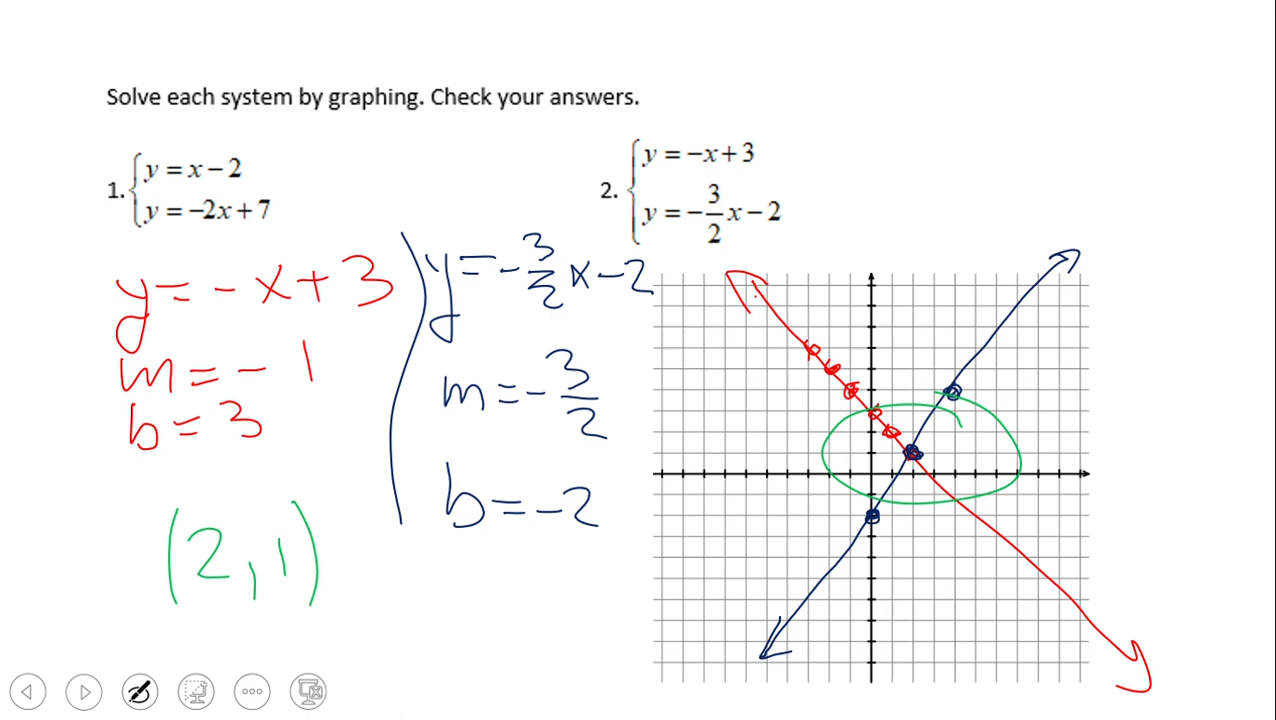 Solve each system by graphing. Check your answers.
1. { y = x − 2
y = −2x + 7
2. { y = −x + 3
y = −3/2x − 2
y = −x + 3
m = −1
b = 3
(2, 1)
y = −3/2x − 2
m = −3/2
b = −2